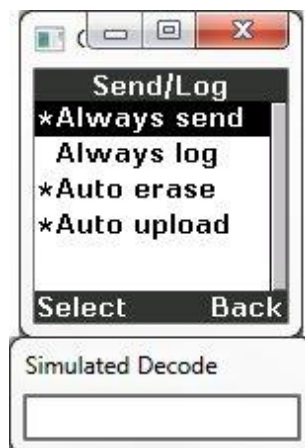 Send/Log
*Always send
Always log
*Auto erase
*Auto upload
Select Back
Simulated Decode